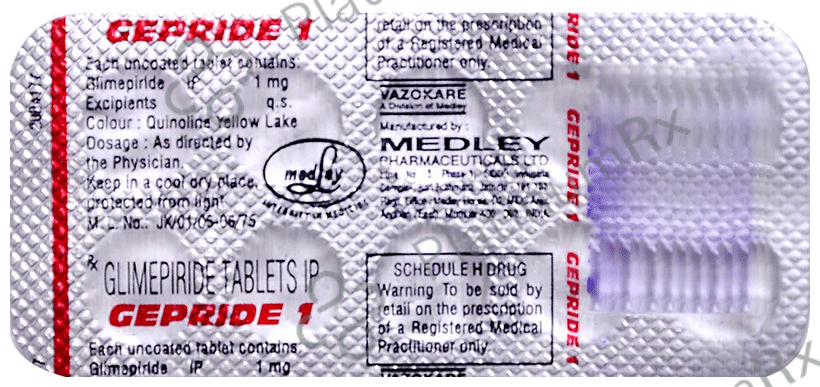 GEPRIDE 1
Each uncoated tablet contains:
Glimepiride IP 1 mg
Excipients q.s.
Colour : Quinoline Yellow Lake
Dosage : As directed by
the Physician.
Keep in a cool dry place,
protected from light
M. L. No.: JK/01/05-06/75
retail on the prescription
of a Registered Medical
Practitioner only.
VAZOKARE
A Division of Medley
Manufactured by :
MEDLEY
PHARMACEUTICALS LTD.
medley
Rx
GLIMEPIRIDE TABLETS IP
GEPRIDE 1
Each uncoated tablet contains:
Glimepiride IP 1 mg
SCHEDULE H DRUG
Warning To be sold by
retail on the prescription
of a Registered Medical
Practitioner only.
VAZOKARE
GEPRIDE 1
GEPRIDE 1